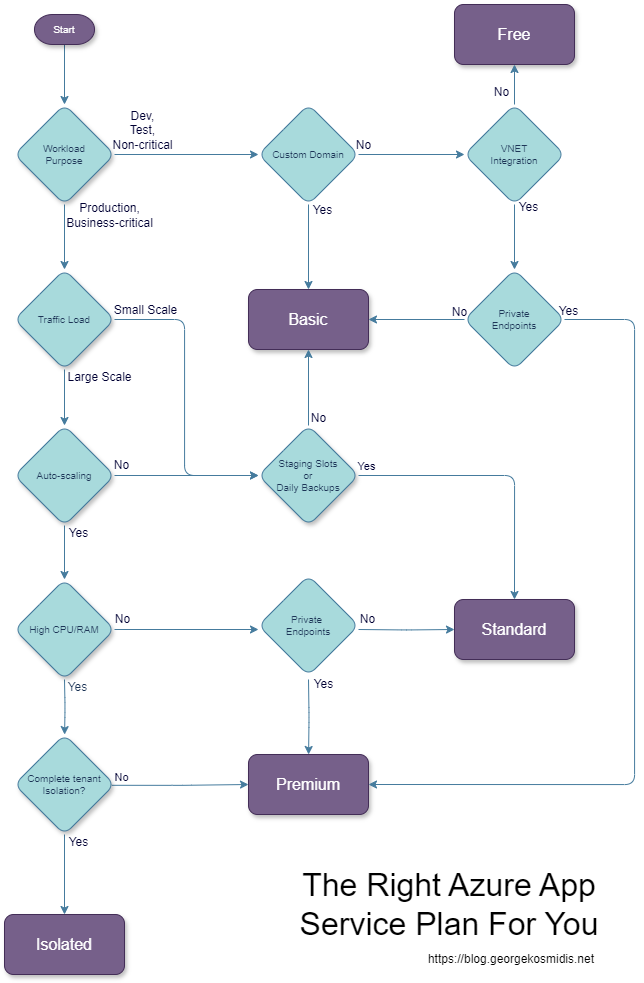 Start
Free
Workload
Purpose
Dev,
Test,
Non-critical
Custom Domain
No
VNET
Integration
No
Production,
Business-critical
Yes
Yes
Traffic Load
Small Scale
Basic
No
Private
Endpoints
Yes
Large Scale
No
Auto-scaling
No
Staging Slots
or
Daily Backups
Yes
Yes
High CPU/RAM
No
Private
Endpoints
No
Standard
Yes
Yes
Complete tenant
Isolation?
No
Premium
Yes
Isolated
The Right Azure App
Service Plan For You
https://blog.georgekosmidis.net